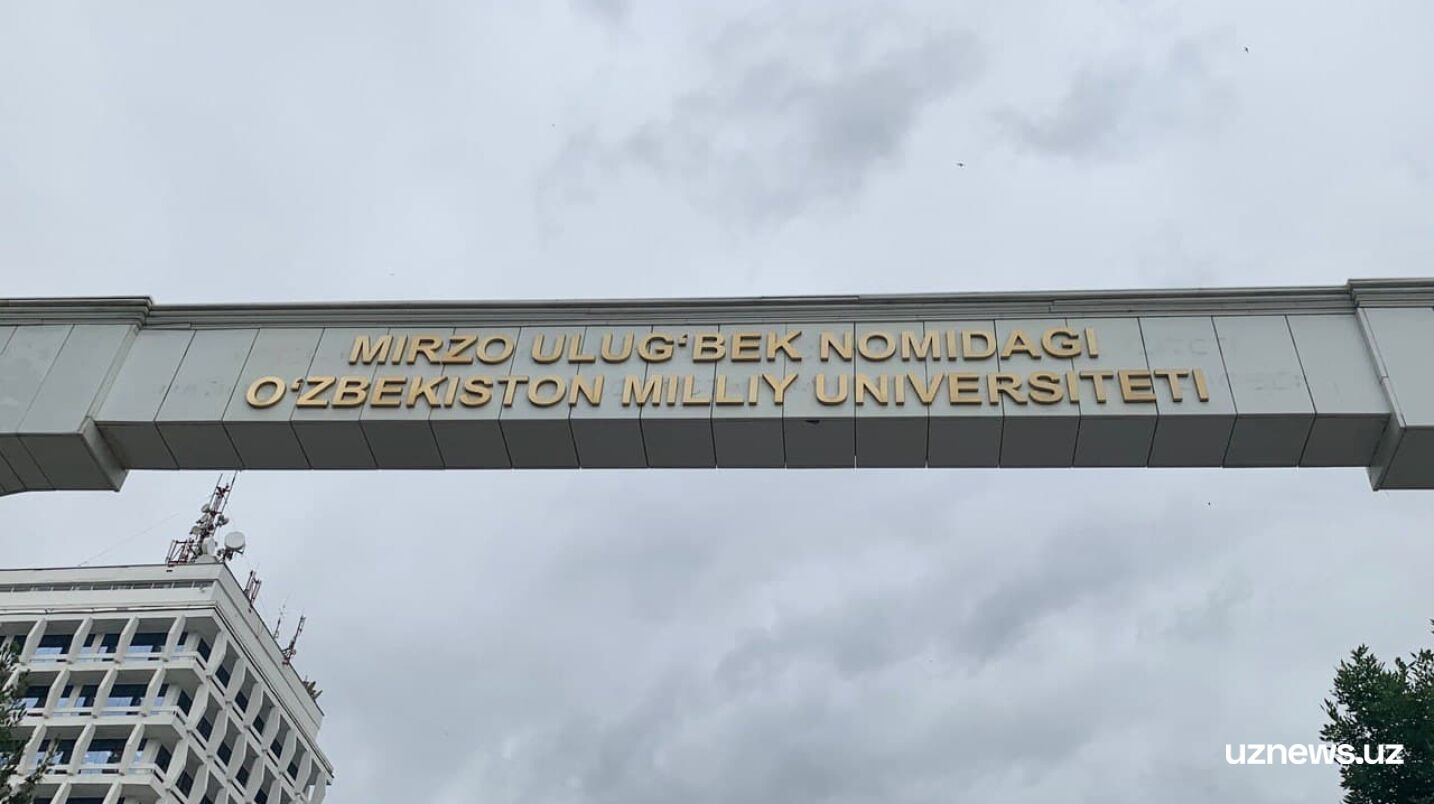 MIRZO ULUG‘BEK NOMIDAGI
O‘ZBEKISTON MILLIY UNIVERSITETI
uznews.uz